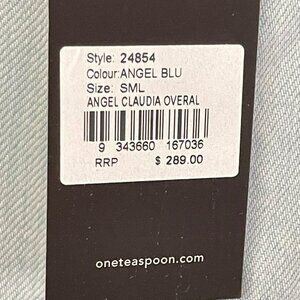 Style: 24854
Colour:ANGEL BLU
Size: SML
ANGEL CLAUDIA OVERAL
9 343660 167036
RRP $ 289.00
oneteaspoon.com